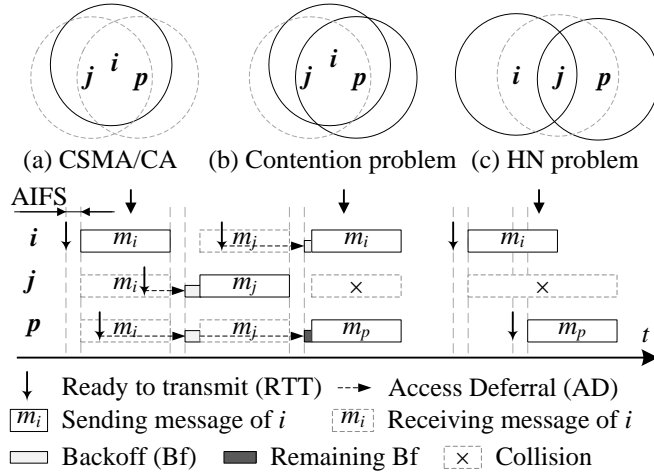 i
j p
i
j p
i j p
(a) CSMA/CA (b) Contention problem (c) HN problem
AIFS
i m_i m_j m_i m_i
j m_i m_j ×  ×
p m_i m_j m_p m_p t
Ready to transmit (RTT) Access Deferral (AD)
m_i Sending message of i m_i Receiving message of i
Backoff (Bf) Remaining Bf × Collision